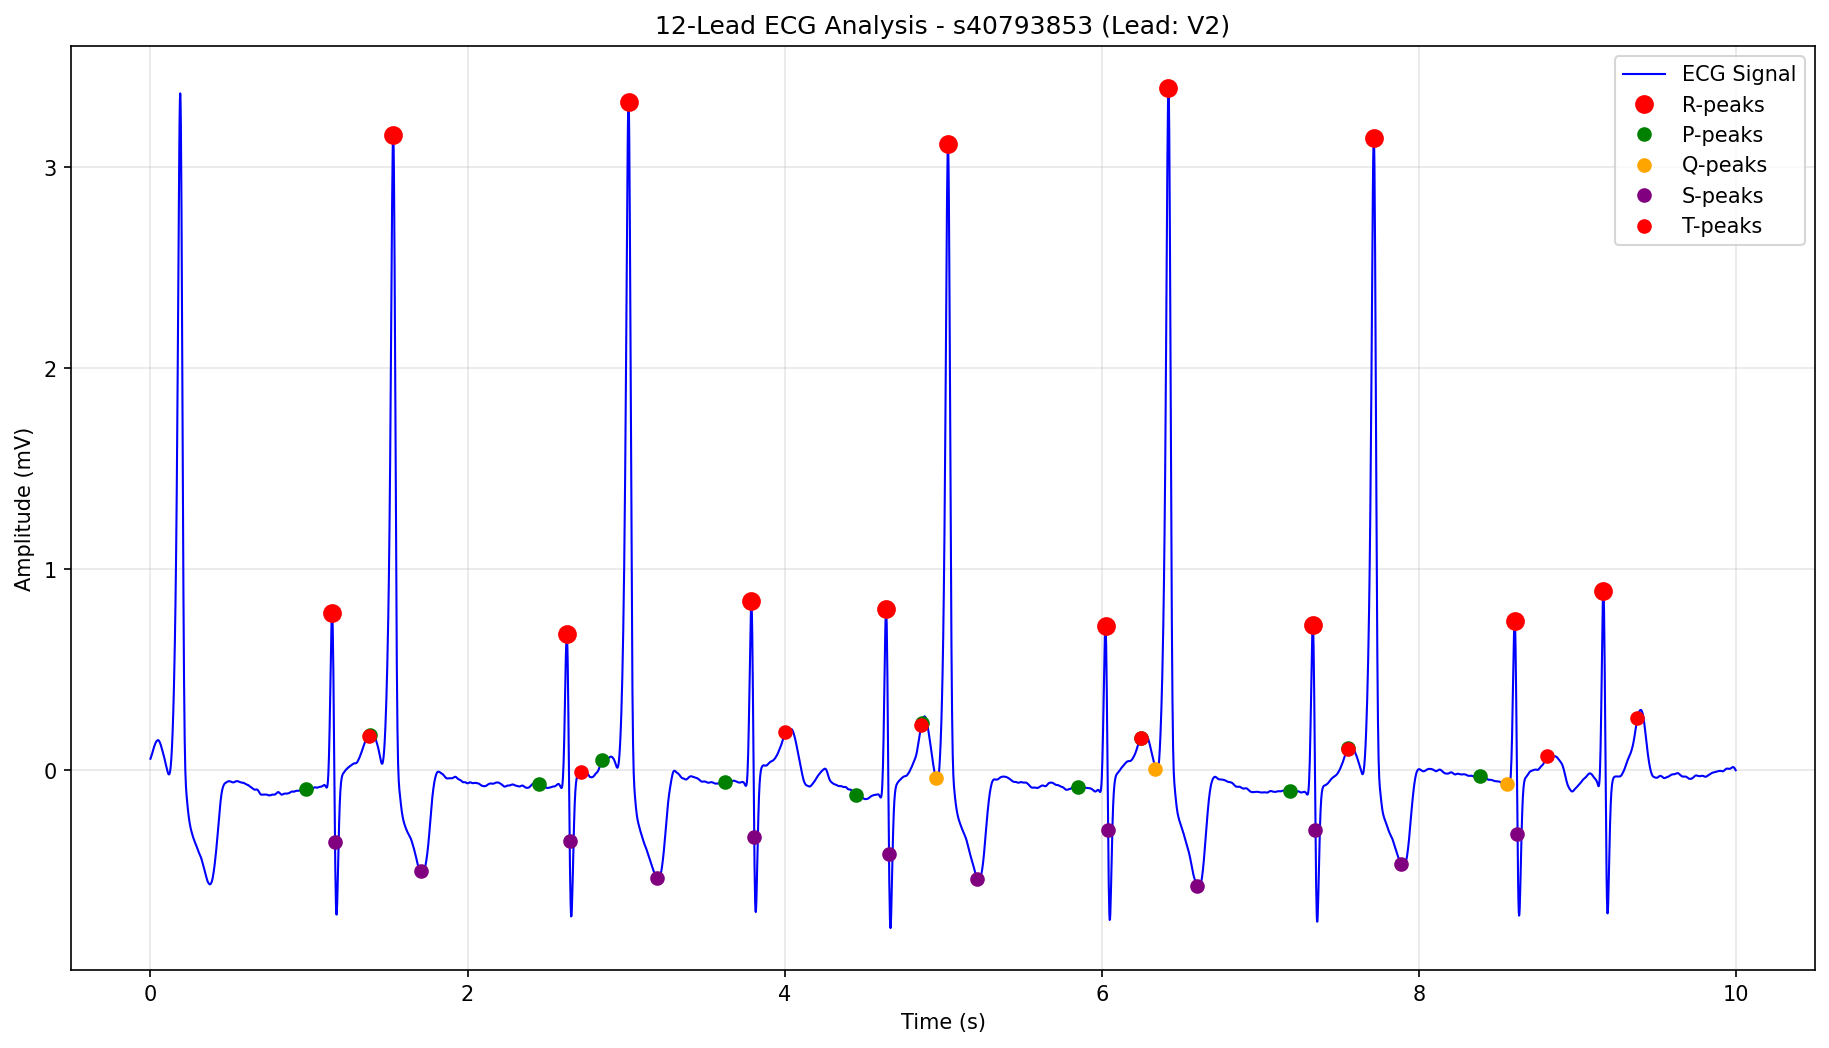 12-Lead ECG Analysis - s40793853 (Lead: V2)
ECG Signal
R-peaks
P-peaks
Q-peaks
S-peaks
T-peaks
Amplitude (mV)
3
2
1
0
0
2
4
6
8
10
Time (s)